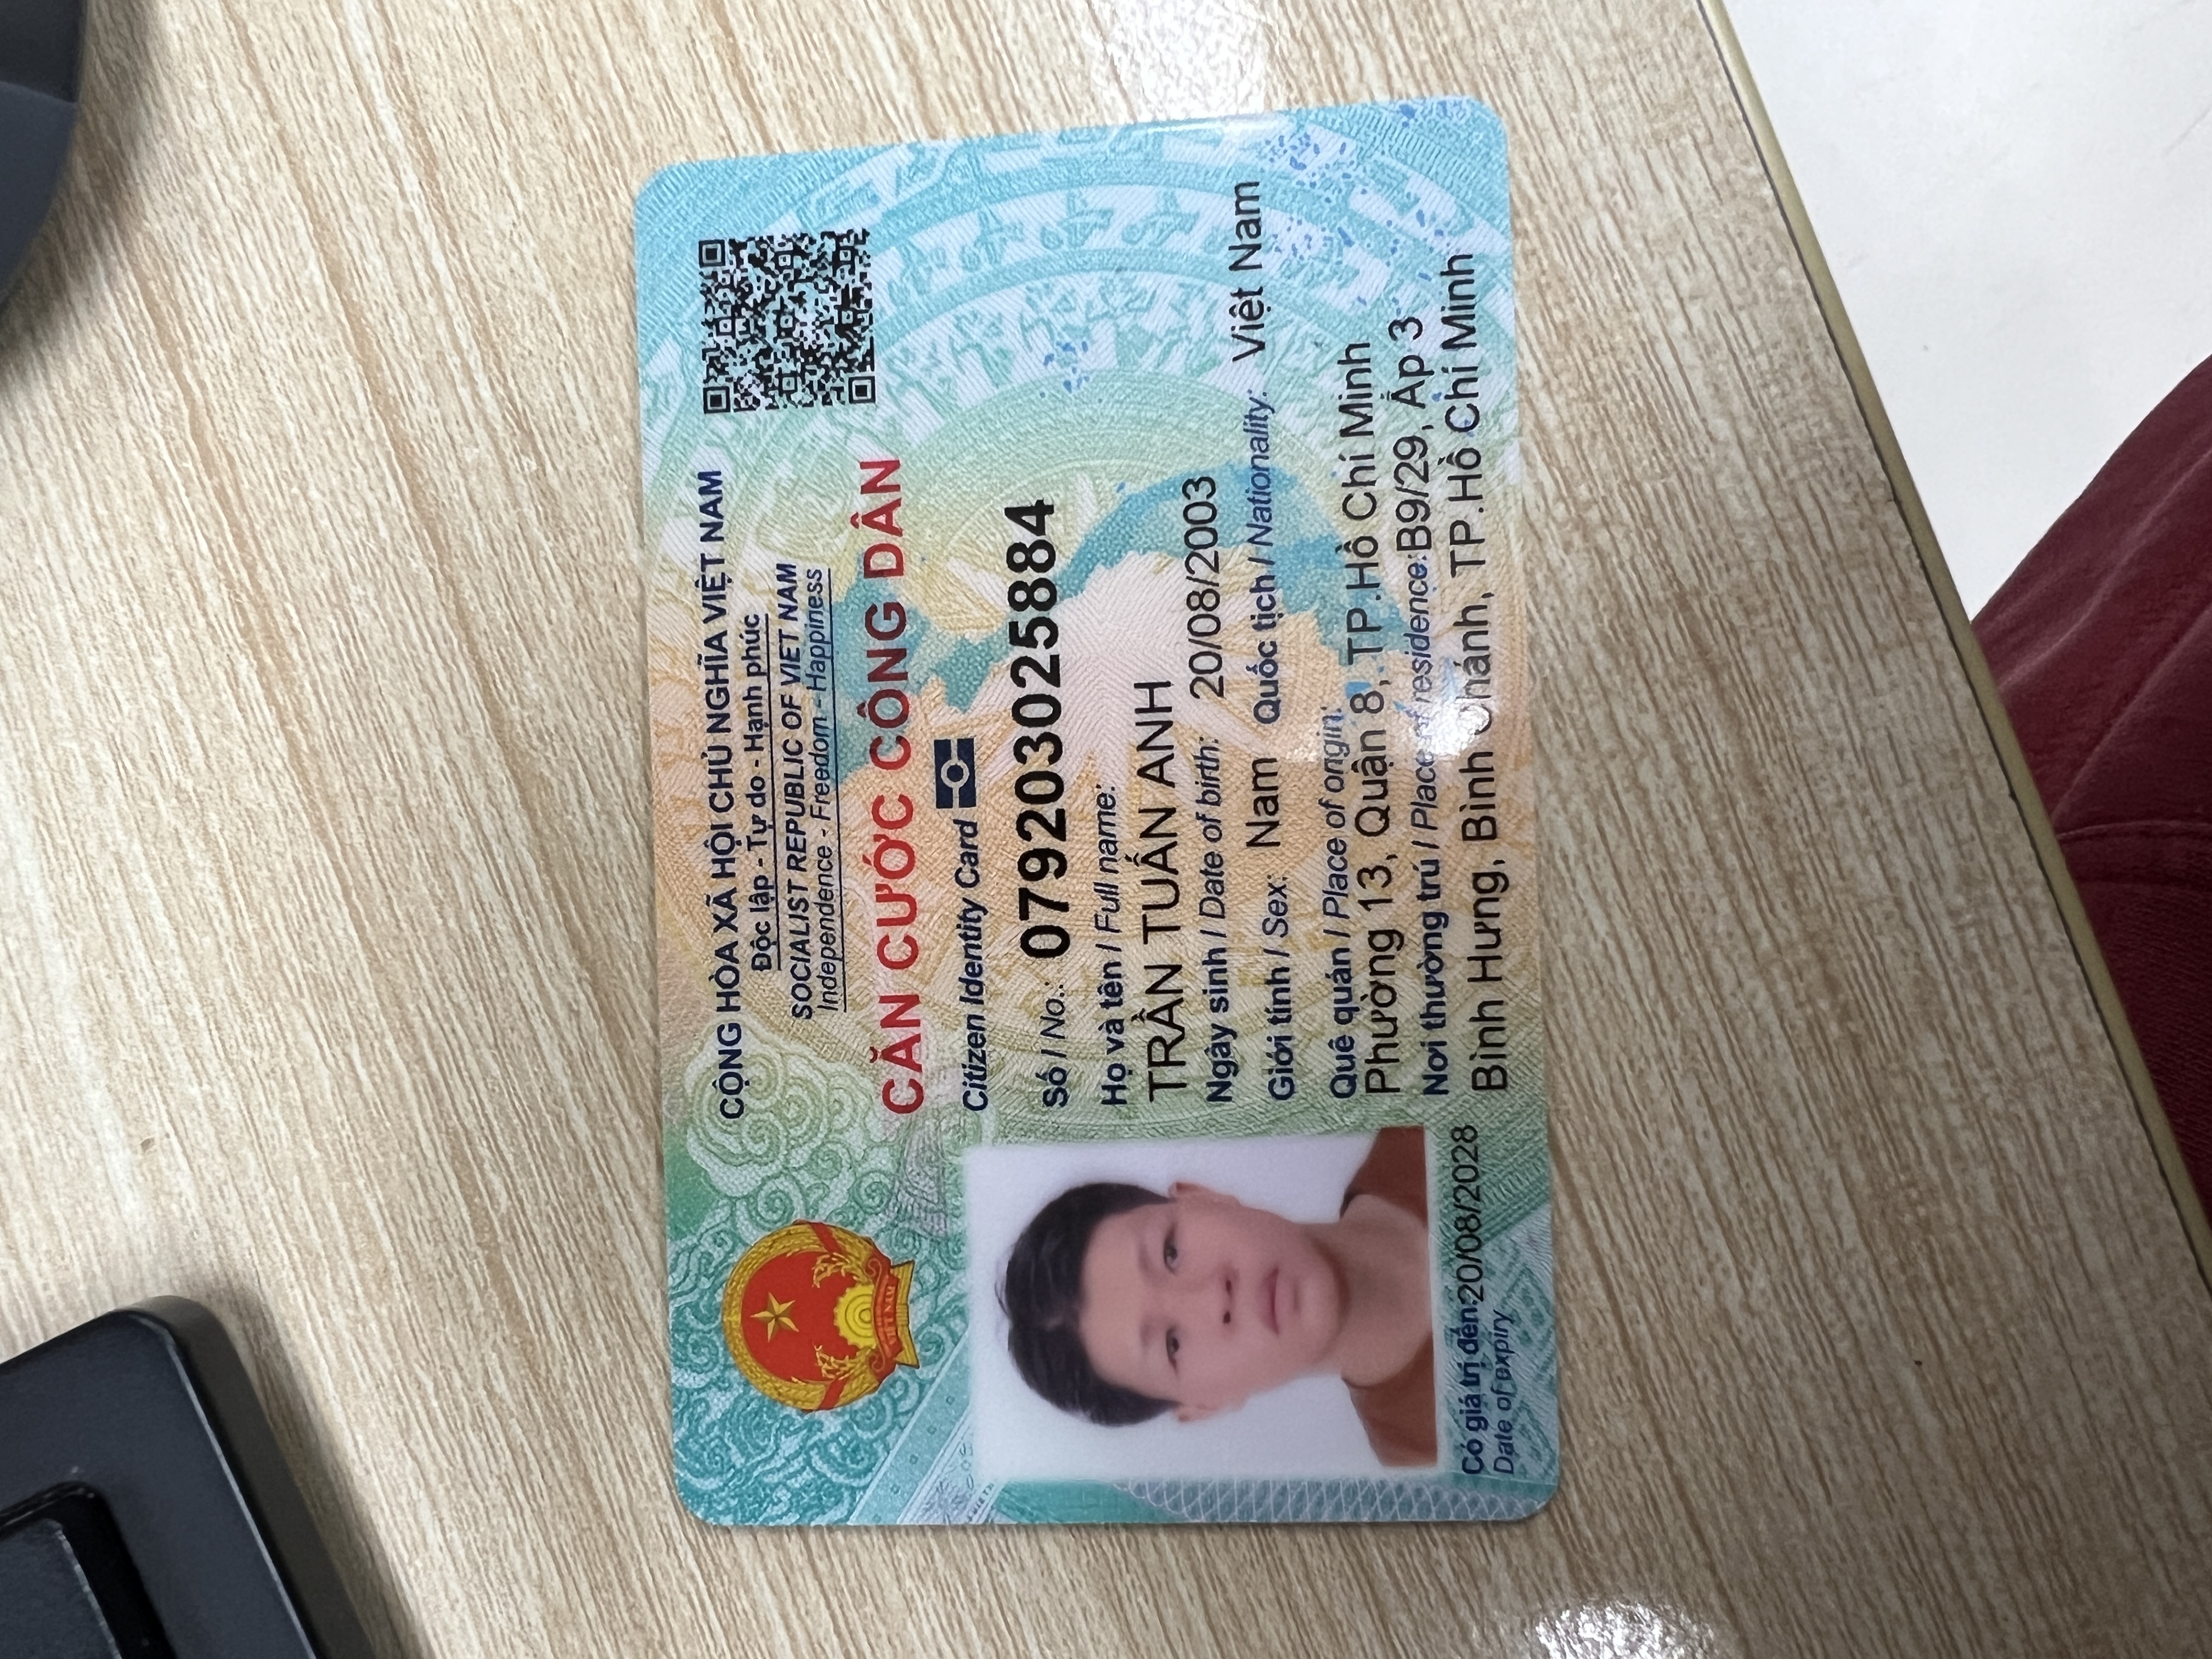 CỘNG HÒA XÃ HỘI CHỦ NGHĨA VIỆT NAM
Độc lập - Tự do - Hạnh phúc
SOCIALIST REPUBLIC OF VIET NAM
Independence - Freedom - Happiness
CĂN CƯỚC CÔNG DÂN
Citizen Identity Card
Số / No.: 079203025884
Họ và tên / Full name:
TRẦN TUẤN ANH
Ngày sinh / Date of birth: 20/08/2003
Giới tính / Sex: Nam Quốc tịch / Nationality: Việt Nam
Quê quán / Place of origin:
Phường 13, Quận 8, TP.Hồ Chí Minh
Nơi thường trú / Place of residence: B9/29, Ấp 3
Bình Hưng, Bình Chánh, TP.Hồ Chí Minh
Có giá trị đến: 20/08/2028
Date of expiry
VIỆT NAM